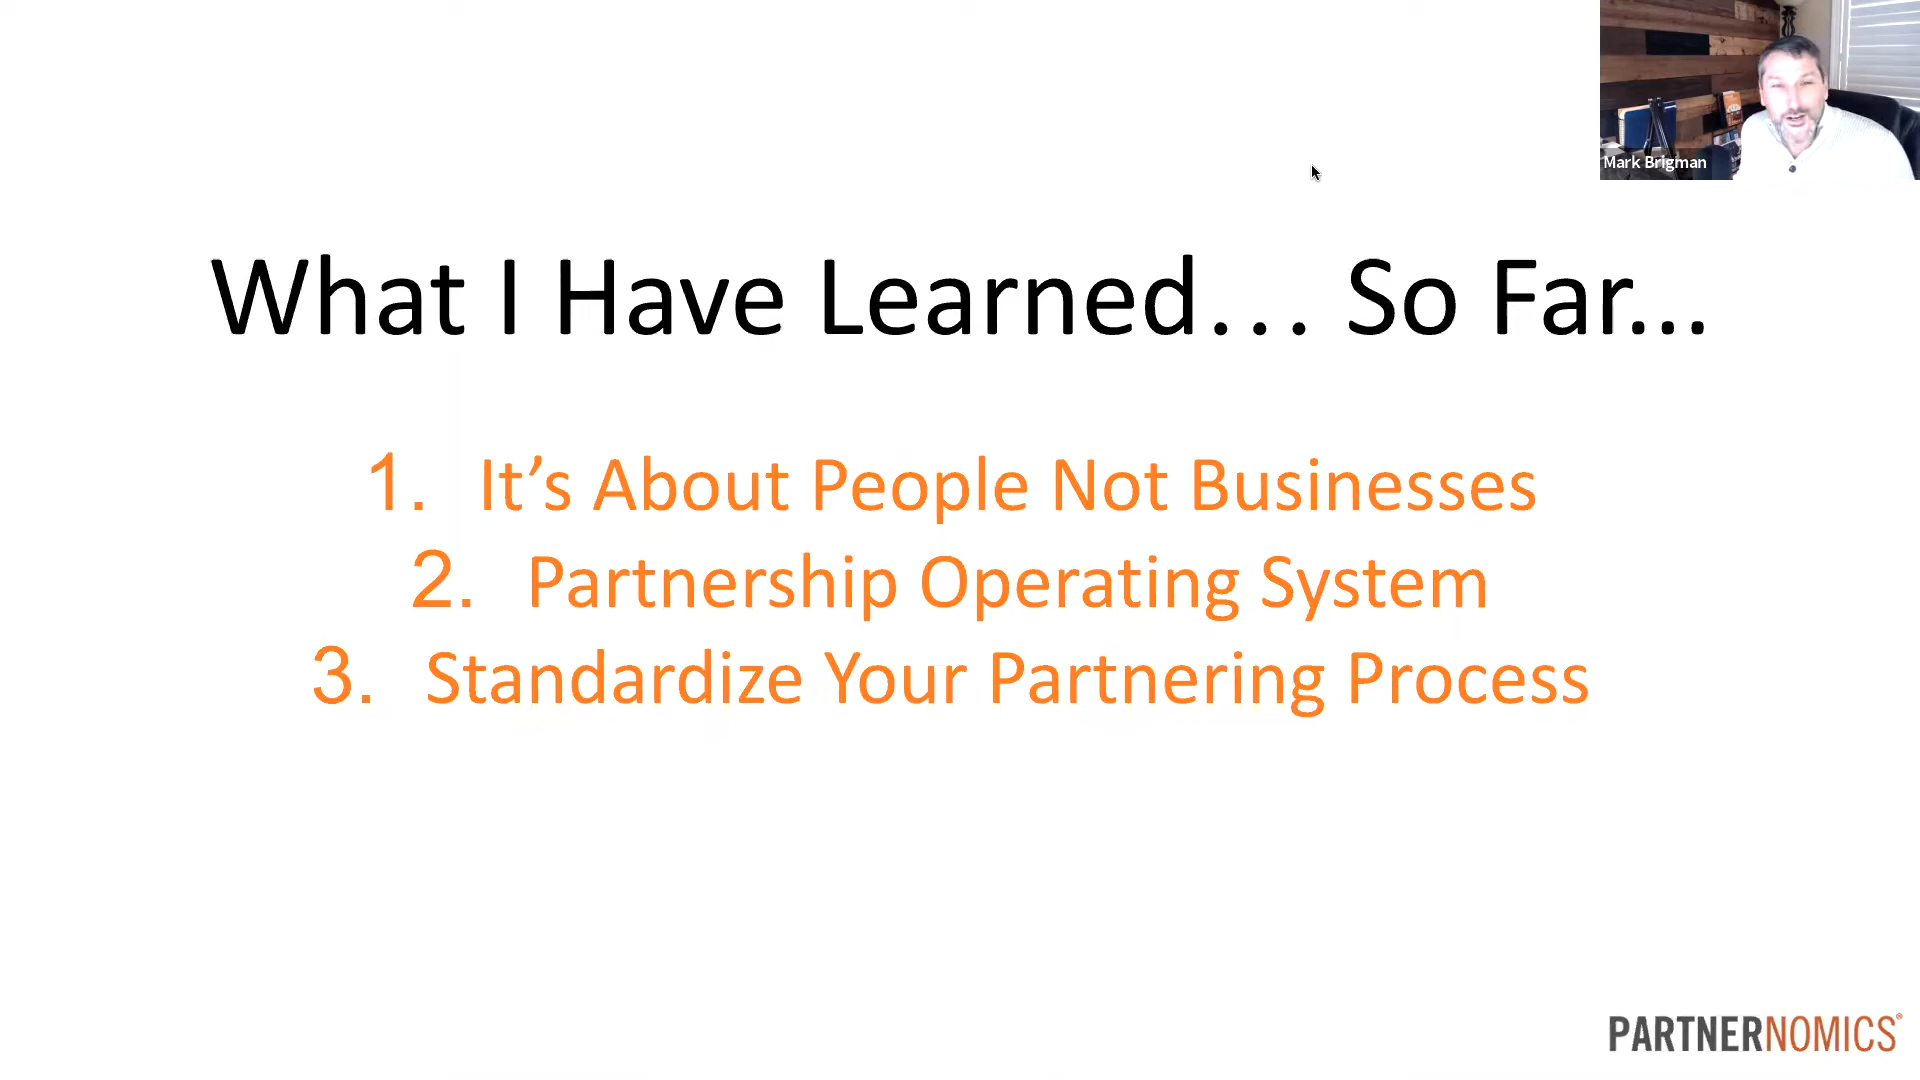 Mark Brigman
What I Have Learned… So Far...
1. It’s About People Not Businesses
2. Partnership Operating System
3. Standardize Your Partnering Process
PARTNERNOMICS®